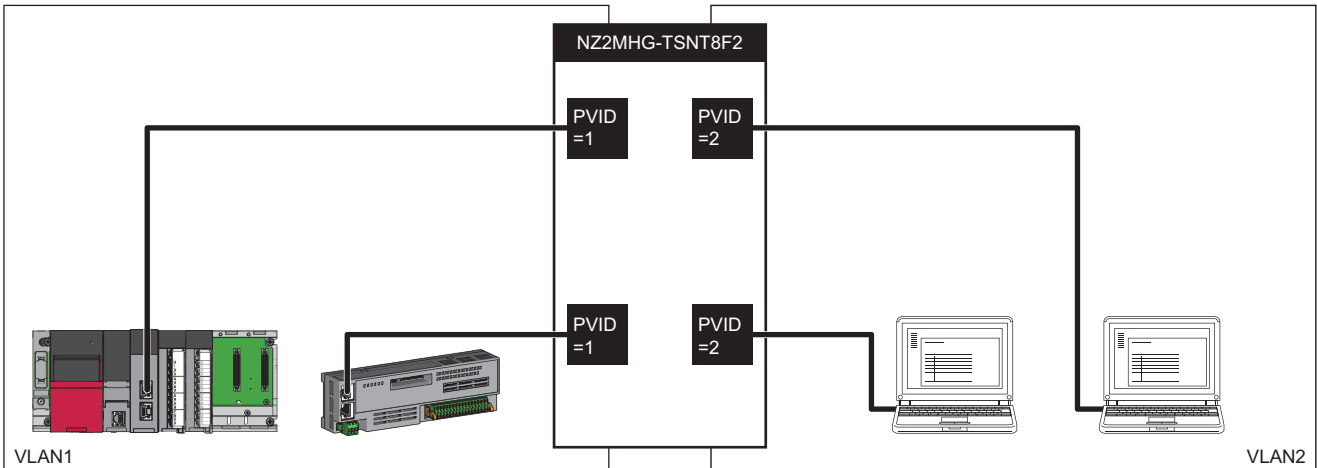 NZ2MHG-TSNT8F2
PVID
=1
PVID
=2
PVID
=1
PVID
=2
VLAN1
VLAN2